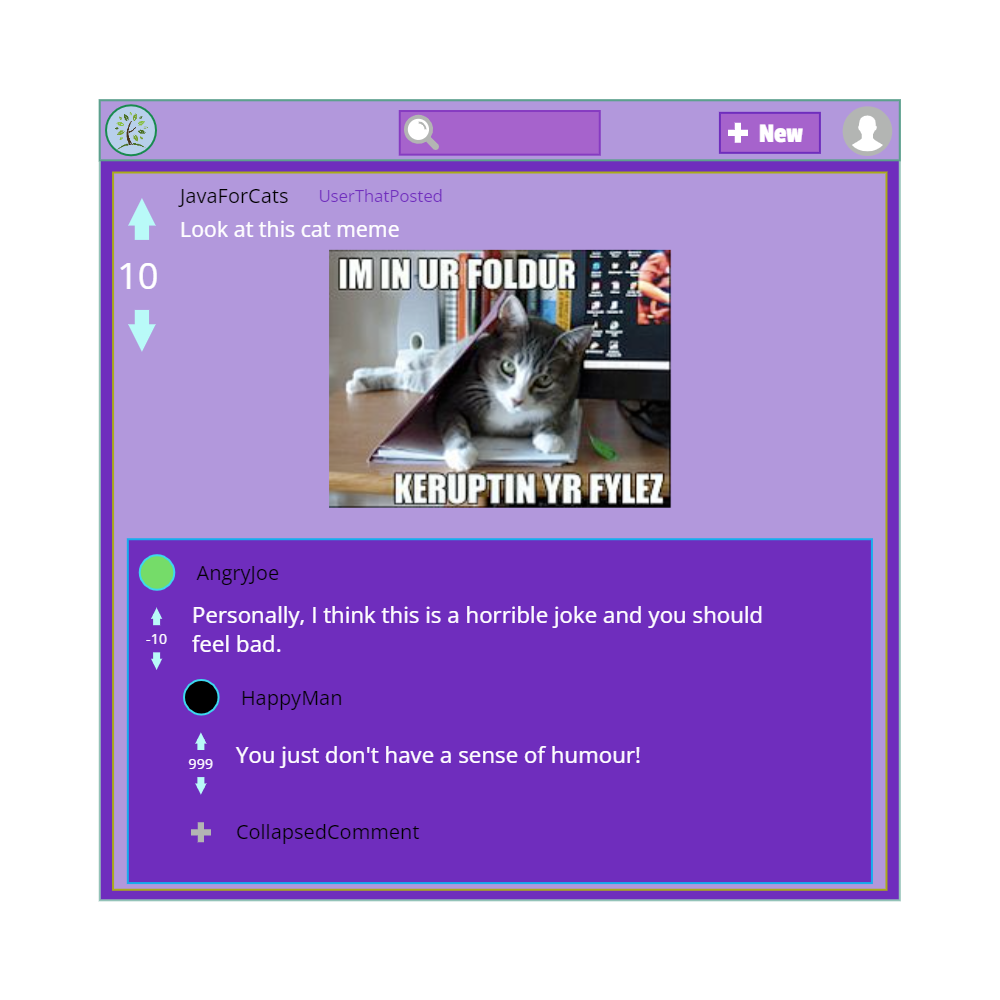 New
JavaForCats UserThatPosted
Look at this cat meme
10
IM IN UR FOLDUR
KERUPTIN YR FYLEZ
AngryJoe
Personally, I think this is a horrible joke and you should
feel bad.
-10
HappyMan
You just don't have a sense of humour!
999
CollapsedComment